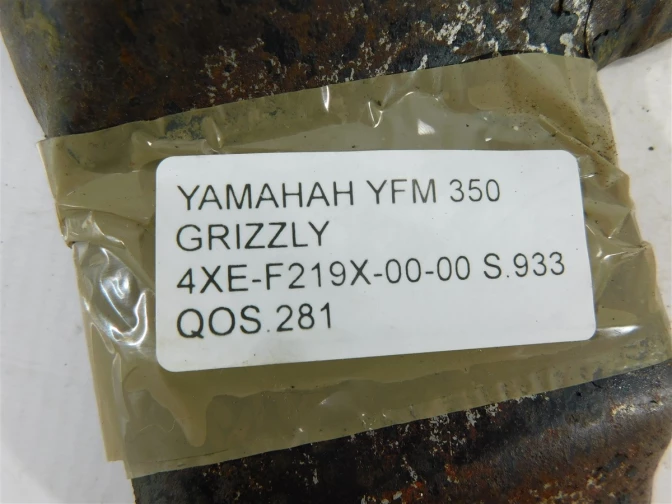 YAMAHAH YFM 350
GRIZZLY
4XE-F219X-00-00 S.933
QOS.281